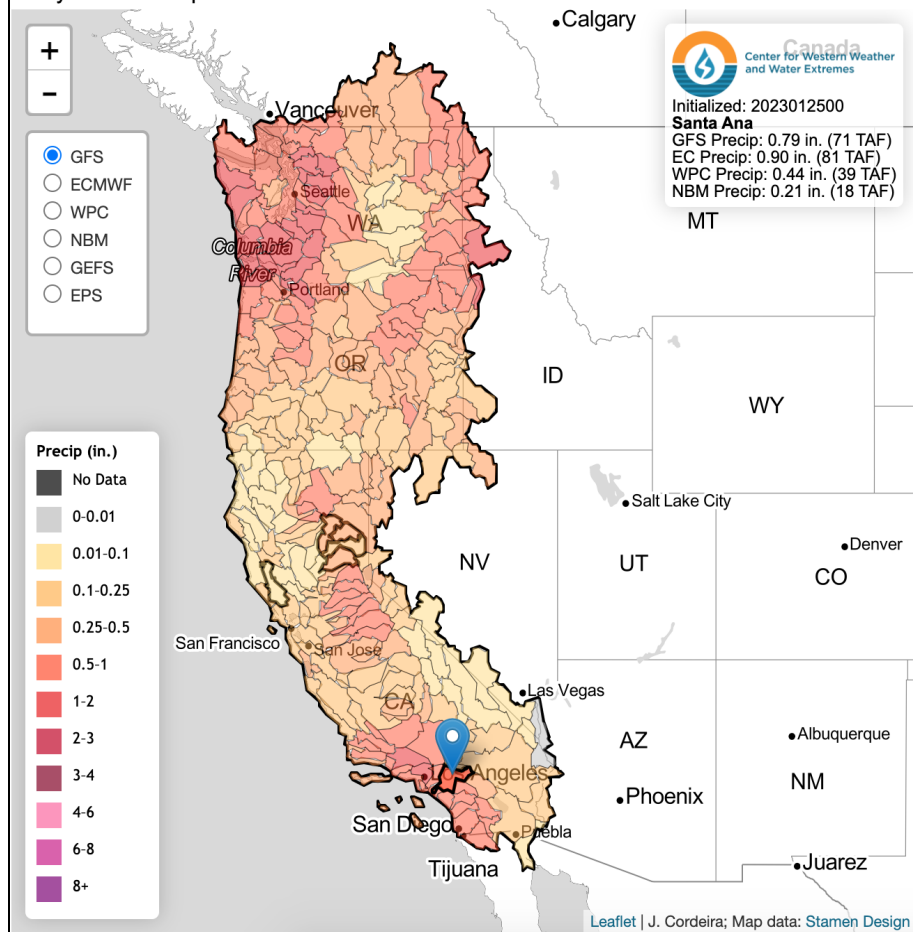 Calgary
Canada
Center for Western Weather
and Water Extremes
Initialized: 2023012500
Santa Ana
GFS Precip: 0.79 in. (71 TAF)
EC Precip: 0.90 in. (81 TAF)
WPC Precip: 0.44 in. (39 TAF)
NBM Precip: 0.21 in. (18 TAF)
+
−
GFS
ECMWF
WPC
NBM
GEFS
EPS
Vancouver
Seattle
WA
MT
Columbia
River
Portland
OR
ID
WY
Precip (in.)
No Data
0-0.01
0.01-0.1
0.1-0.25
0.25-0.5
0.5-1
1-2
2-3
3-4
4-6
6-8
8+
Salt Lake City
NV
UT
Denver
CO
San Francisco
San Jose
CA
Las Vegas
AZ
Albuquerque
NM
Los Angeles
Phoenix
San Diego
Puebla
Tijuana
Juarez
Leaflet | J. Cordeira; Map data: Stamen Design